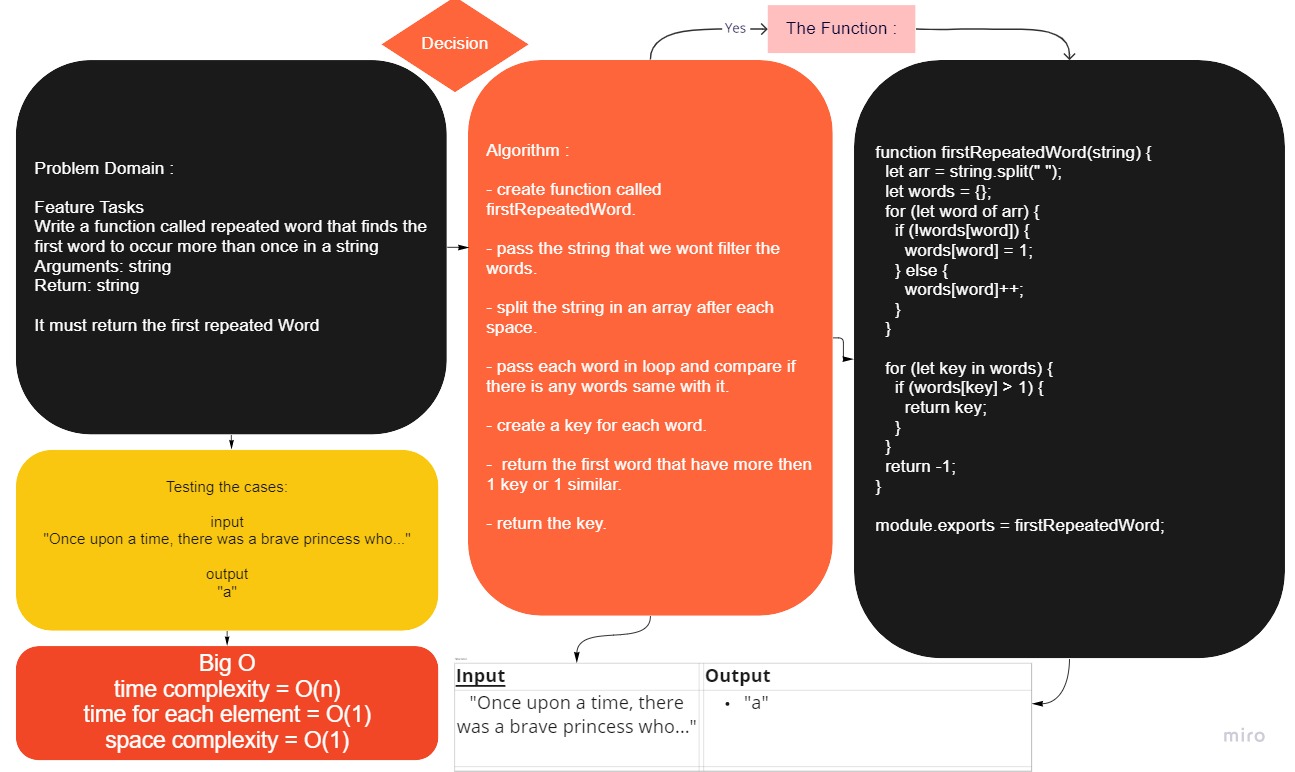 Decision
Yes
The Function :
Problem Domain :
Feature Tasks
Write a function called repeated word that finds the
first word to occur more than once in a string
Arguments: string
Return: string
It must return the first repeated Word
Algorithm :
- create function called
firstRepeatedWord.
- pass the string that we wont filter the
words.
- split the string in an array after each
space.
- pass each word in loop and compare if
there is any words same with it.
- create a key for each word.
-  return the first word that have more then
1 key or 1 similar.
- return the key.
function firstRepeatedWord(string) {
let arr = string.split(" ");
let words = {};
for (let word of arr) {
if (!words[word]) {
words[word] = 1;
} else {
words[word]++;
}
}
for (let key in words) {
if (words[key] > 1) {
return key;
}
}
return -1;
}
module.exports = firstRepeatedWord;
Testing the cases:
input
"Once upon a time, there was a brave princess who..."
output
"a"
Big O
time complexity = O(n)
time for each element = O(1)
space complexity = O(1)
Input
Output
"Once upon a time, there
was a brave princess who..."
• "a"
miro